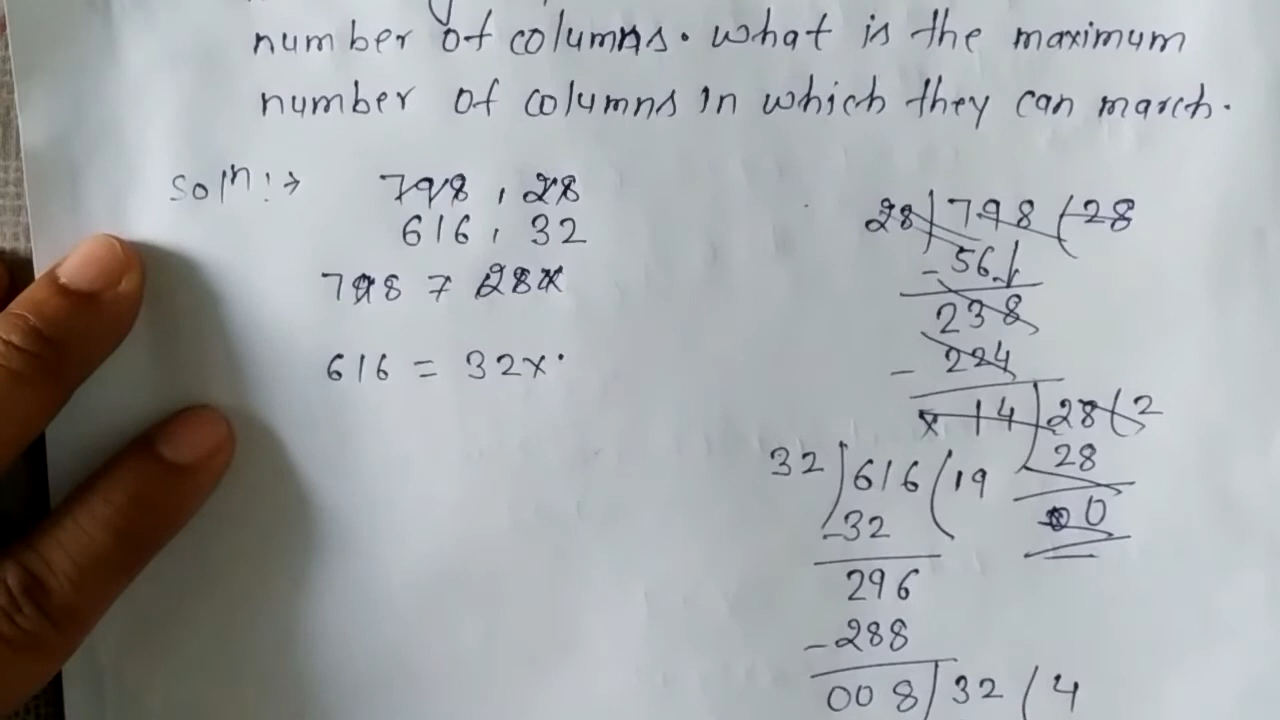 number of columns. what is the maximum
number of columns in which they can march.
Soln:→ 798, 28
616, 32
798 = 28x
616 = 32x
28)798(28
-56↓
238
- 224
x 14)28(2
28
00
32)616(19
-32
296
-288
008)32(4